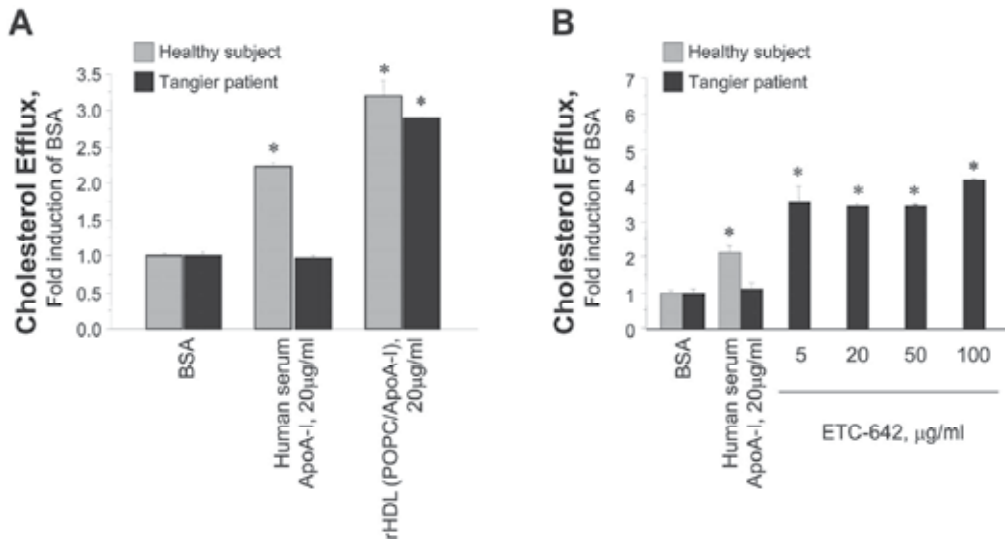 A
Healthy subject
Tangier patient
Cholesterol Efflux,
Fold induction of BSA
3.5
3.0
2.5
2.0
1.5
1.0
0.5
0.0
*
*
*
BSA
Human serum
ApoA-I, 20μg/ml
rHDL (POPC/ApoA-I),
20μg/ml
B
Healthy subject
Tangier patient
Cholesterol Efflux,
Fold induction of BSA
7
6
5
4
3
2
1
0
*
*
*
*
*
BSA
Human serum
ApoA-I, 20μg/ml
5 20 50 100
ETC-642, μg/ml